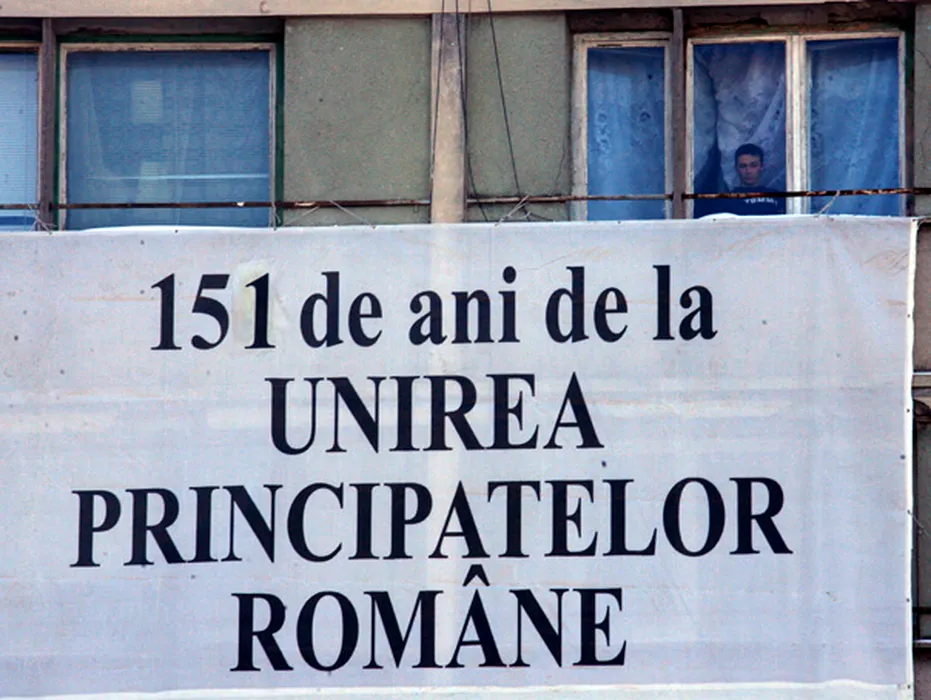 151 de ani de la
UNIREA
PRINCIPATELOR
ROMÂNE